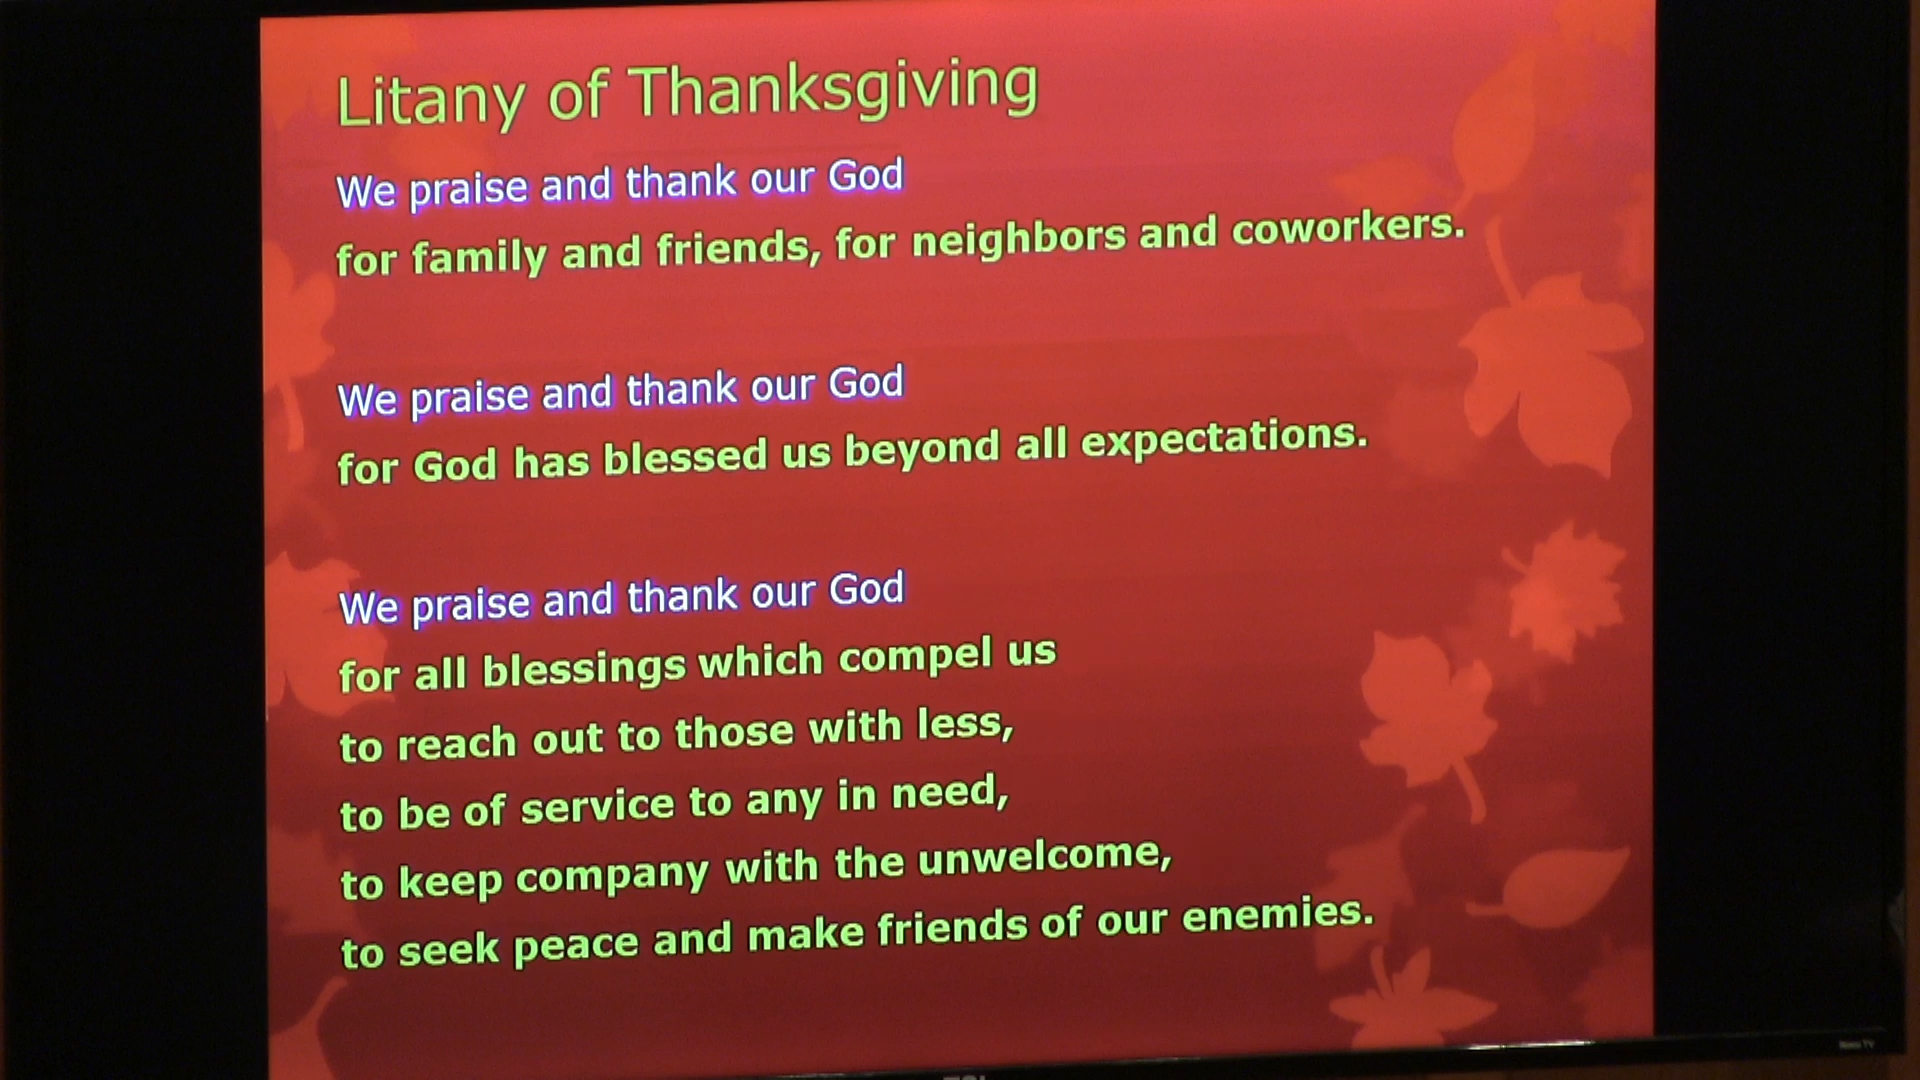 Litany of Thanksgiving
We praise and thank our God
for family and friends, for neighbors and coworkers.
We praise and thank our God
for God has blessed us beyond all expectations.
We praise and thank our God
for all blessings which compel us
to reach out to those with less,
to be of service to any in need,
to keep company with the unwelcome,
to seek peace and make friends of our enemies.
Roku TV